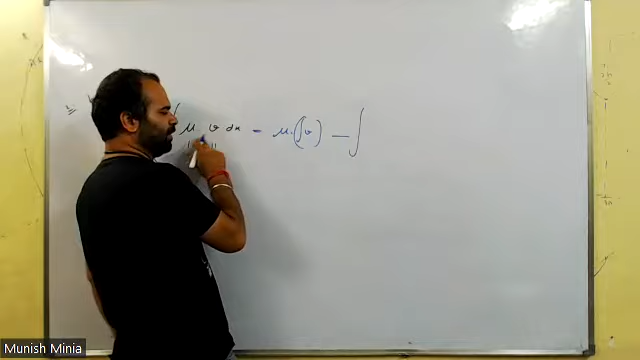 ∫ u . v dx = u.(∫v) - ∫
Munish Minia